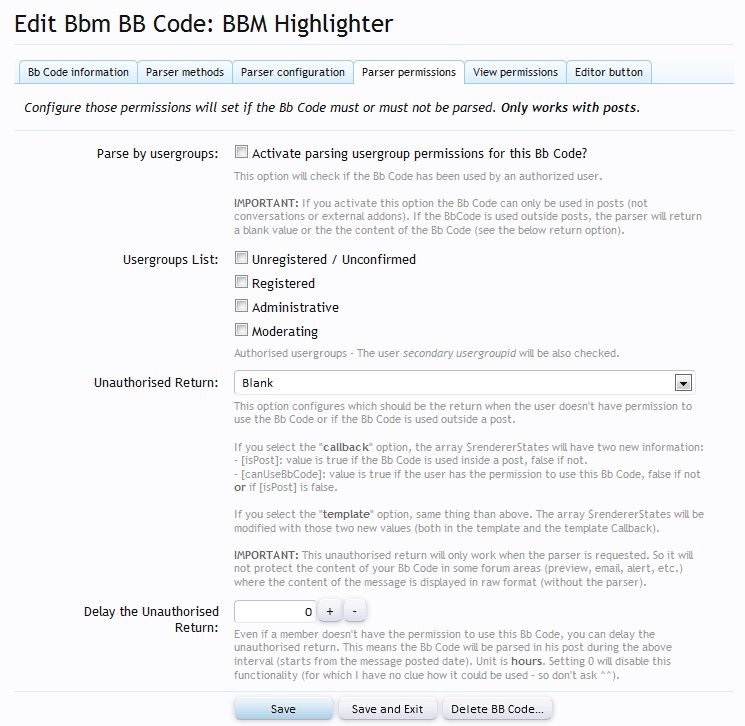 Edit Bbm BB Code: BBM Highlighter
Bb Code information Parser methods Parser configuration Parser permissions View permissions Editor button
Configure those permissions will set if the Bb Code must or must not be parsed. Only works with posts.
Parse by usergroups: Activate parsing usergroup permissions for this Bb Code?
This option will check if the Bb Code has been used by an authorized user.
IMPORTANT: If you activate this option the Bb Code can only be used in posts (not
conversations or external addons). If the BbCode is used outside posts, the parser will return
a blank value or the the content of the Bb Code (see the below return option).
Usergroups List: Unregistered / Unconfirmed
Registered
Administrative
Moderating
Authorised usergroups - The user secondary usergroupid will be also checked.
Unauthorised Return: Blank
This option configures which should be the return when the user doesn't have permission to
use the Bb Code or if the Bb Code is used outside a post.
If you select the "callback" option, the array $rendererStates will have two new information:
- [isPost]: value is true if the Bb Code is used inside a post, false if not.
- [canUseBbCode]: value is true if the user has the permission to use this Bb Code, false if not
or if [isPost] is false.
If you select the "template" option, same thing than above. The array $rendererStates will be
modified with those two new values (both in the template and the template Callback).
IMPORTANT: This unauthorised return will only work when the parser is requested. So it will
not protect the content of your Bb Code in some forum areas (preview, email, alert, etc.)
where the content of the message is displayed in raw format (without the parser).
Delay the Unauthorised 0 + -
Return:
Even if a member doesn't have the permission to use this Bb Code, you can delay the
unauthorised return. This means the Bb Code will be parsed in his post during the above
interval (starts from the message posted date). Unit is hours. Setting 0 will disable this
functionality (for which I have no clue how it could be used - so don't ask ^^).
Save Save and Exit Delete BB Code...